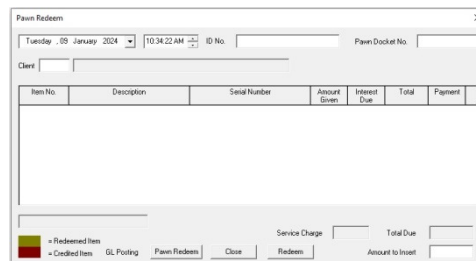 Pawn Redeem
Tuesday , 09 January 2024 10:34:22 AM ID No. Pawn Docket No.
Client
Item No. Description Serial Number Amount Given Interest Due Total Payment
Service Charge Total Due
= Redeemed Item
= Credited Item GL Posting Pawn Redeem Close Redeem Amount to Insert